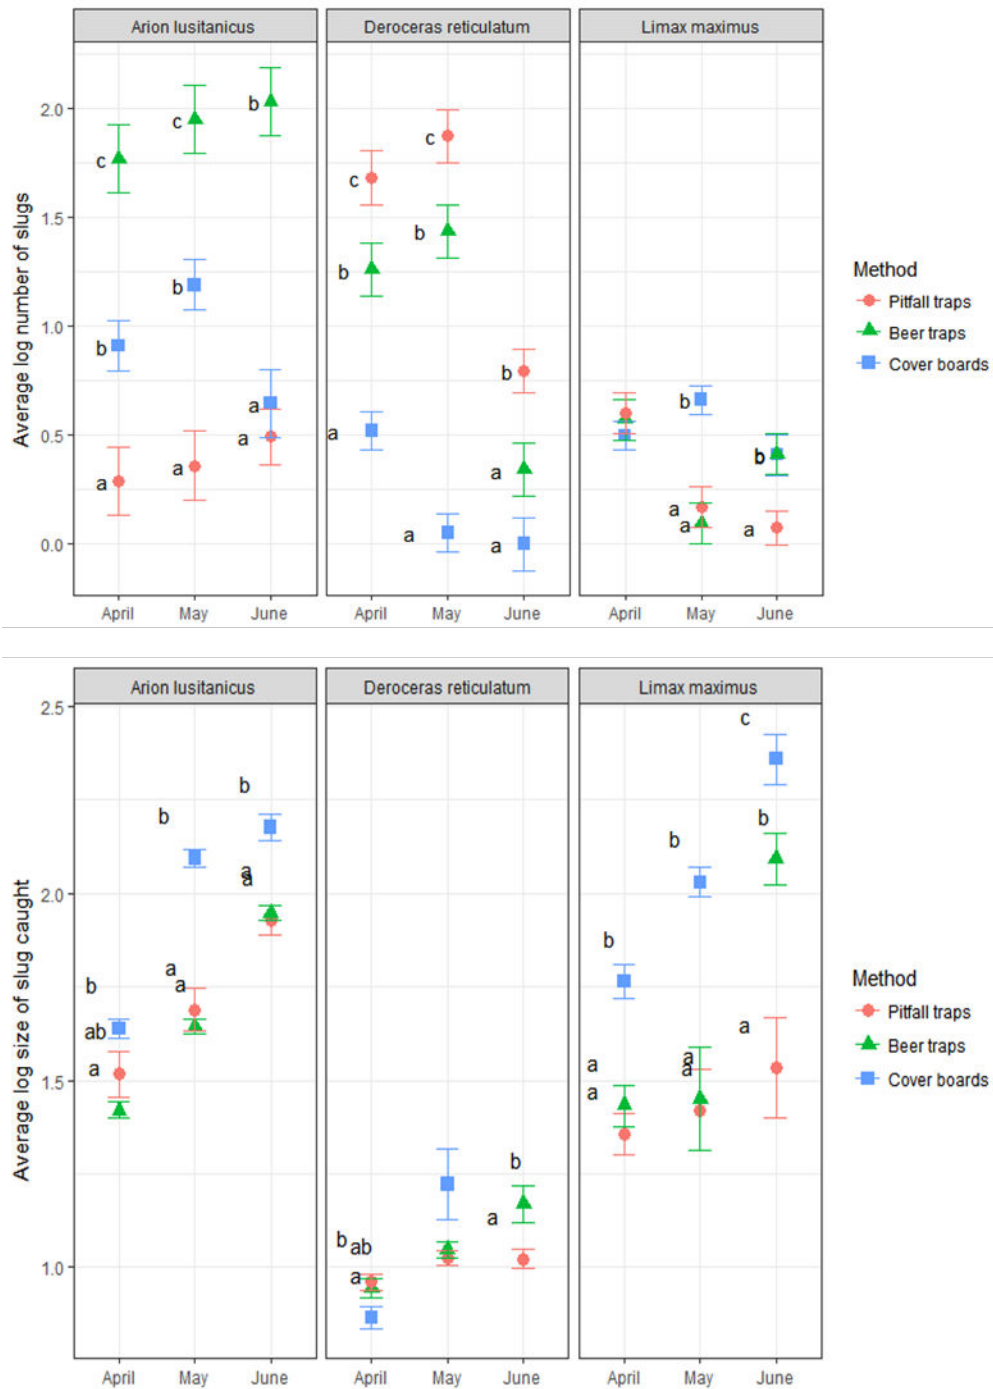 Arion lusitanicus Deroceras reticulatum Limax maximus
Average log number of slugs
2.0
1.5
1.0
0.5
0.0
c c b
b b a
a a a
c c b
b b a
a a a
b b
a a a
April May June April May June April May June
Method
Pitfall traps
Beer traps
Cover boards
Arion lusitanicus Deroceras reticulatum Limax maximus
Average log size of slug caught
2.5
2.0
1.5
1.0
b b b
ab a a
a a a
b ab b
a a
c
b b b
a a a
a a
April May June April May June April May June
Method
Pitfall traps
Beer traps
Cover boards